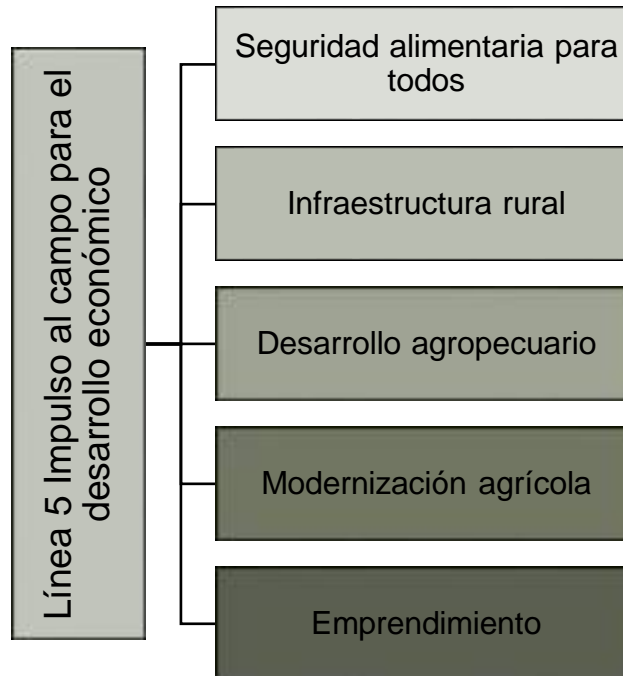 Línea 5 Impulso al campo para el
desarrollo económico
Seguridad alimentaria para
todos
Infraestructura rural
Desarrollo agropecuario
Modernización agrícola
Emprendimiento